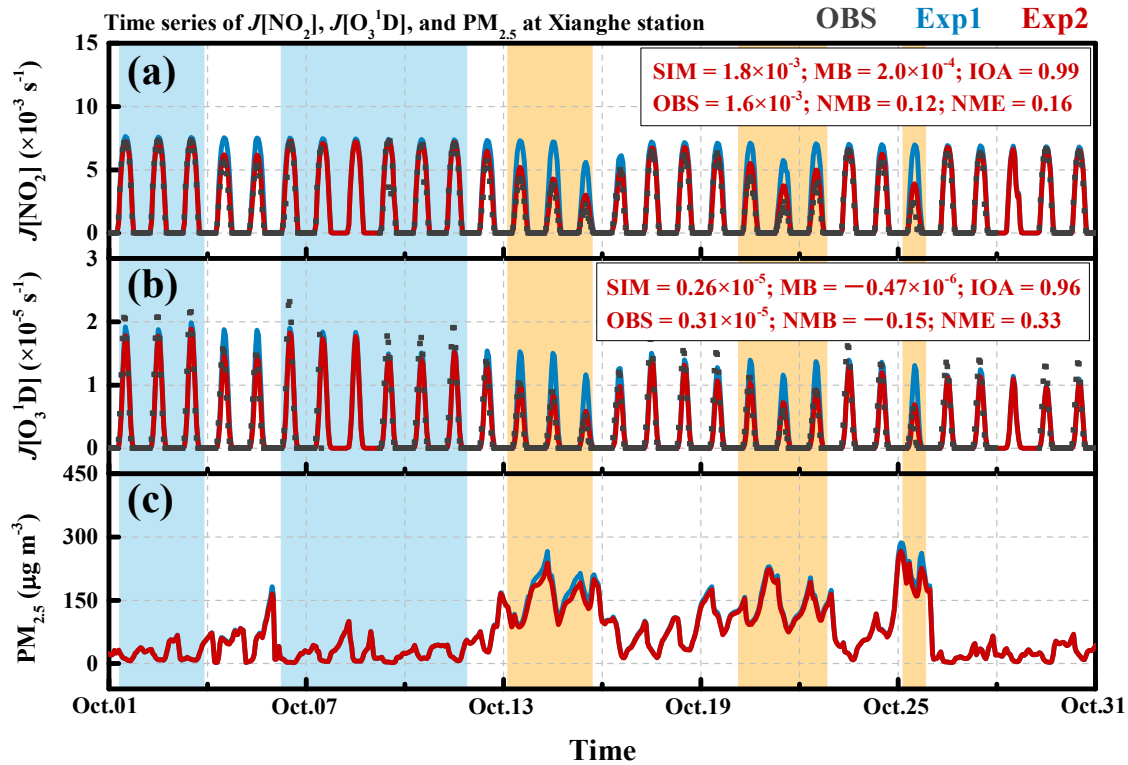 Time series of J[NO₂], J[O₃¹D], and PM₂.₅ at Xianghe station
OBS Exp1 Exp2
(a)
SIM = 1.8×10⁻³; MB = 2.0×10⁻⁴; IOA = 0.99
OBS = 1.6×10⁻³; NMB = 0.12; NME = 0.16
J[NO₂] (×10⁻³ s⁻¹)
15
10
5
0
(b)
SIM = 0.26×10⁻⁵; MB = −0.47×10⁻⁶; IOA = 0.96
OBS = 0.31×10⁻⁵; NMB = −0.15; NME = 0.33
J[O₃¹D] (×10⁻⁵ s⁻¹)
3
2
1
0
(c)
PM₂.₅ (μg m⁻³)
450
300
150
0
Oct.01 Oct.07 Oct.13 Oct.19 Oct.25 Oct.31
Time